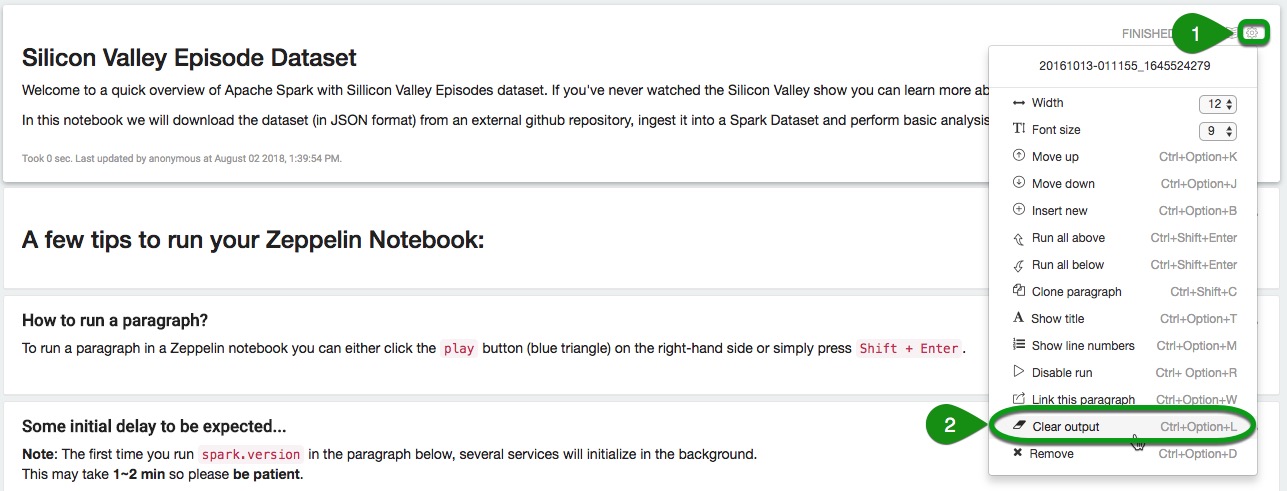 FINISHED
1
Silicon Valley Episode Dataset
20161013-011155_1645524279
Welcome to a quick overview of Apache Spark with Sillicon Valley Episodes dataset. If you've never watched the Silicon Valley show you can learn more
In this notebook we will download the dataset (in JSON format) from an external github repository, ingest it into a Spark Dataset and perform basic analysis
Took 0 sec. Last updated by anonymous at August 02 2018, 1:39:54 PM.
Width 12
Font size 9
Move up Ctrl+Option+K
Move down Ctrl+Option+J
Insert new Ctrl+Option+B
Run all above Ctrl+Shift+Enter
Run all below Ctrl+Shift+Enter
Clone paragraph Ctrl+Shift+C
Show title Ctrl+Option+T
Show line numbers Ctrl+Option+M
Disable run Ctrl+ Option+R
Link this paragraph Ctrl+Option+W
2
Clear output Ctrl+Option+L
Remove Ctrl+Option+D
A few tips to run your Zeppelin Notebook:
How to run a paragraph?
To run a paragraph in a Zeppelin notebook you can either click the play button (blue triangle) on the right-hand side or simply press Shift + Enter.
Some initial delay to be expected...
Note: The first time you run spark.version in the paragraph below, several services will initialize in the background.
This may take 1~2 min so please be patient.